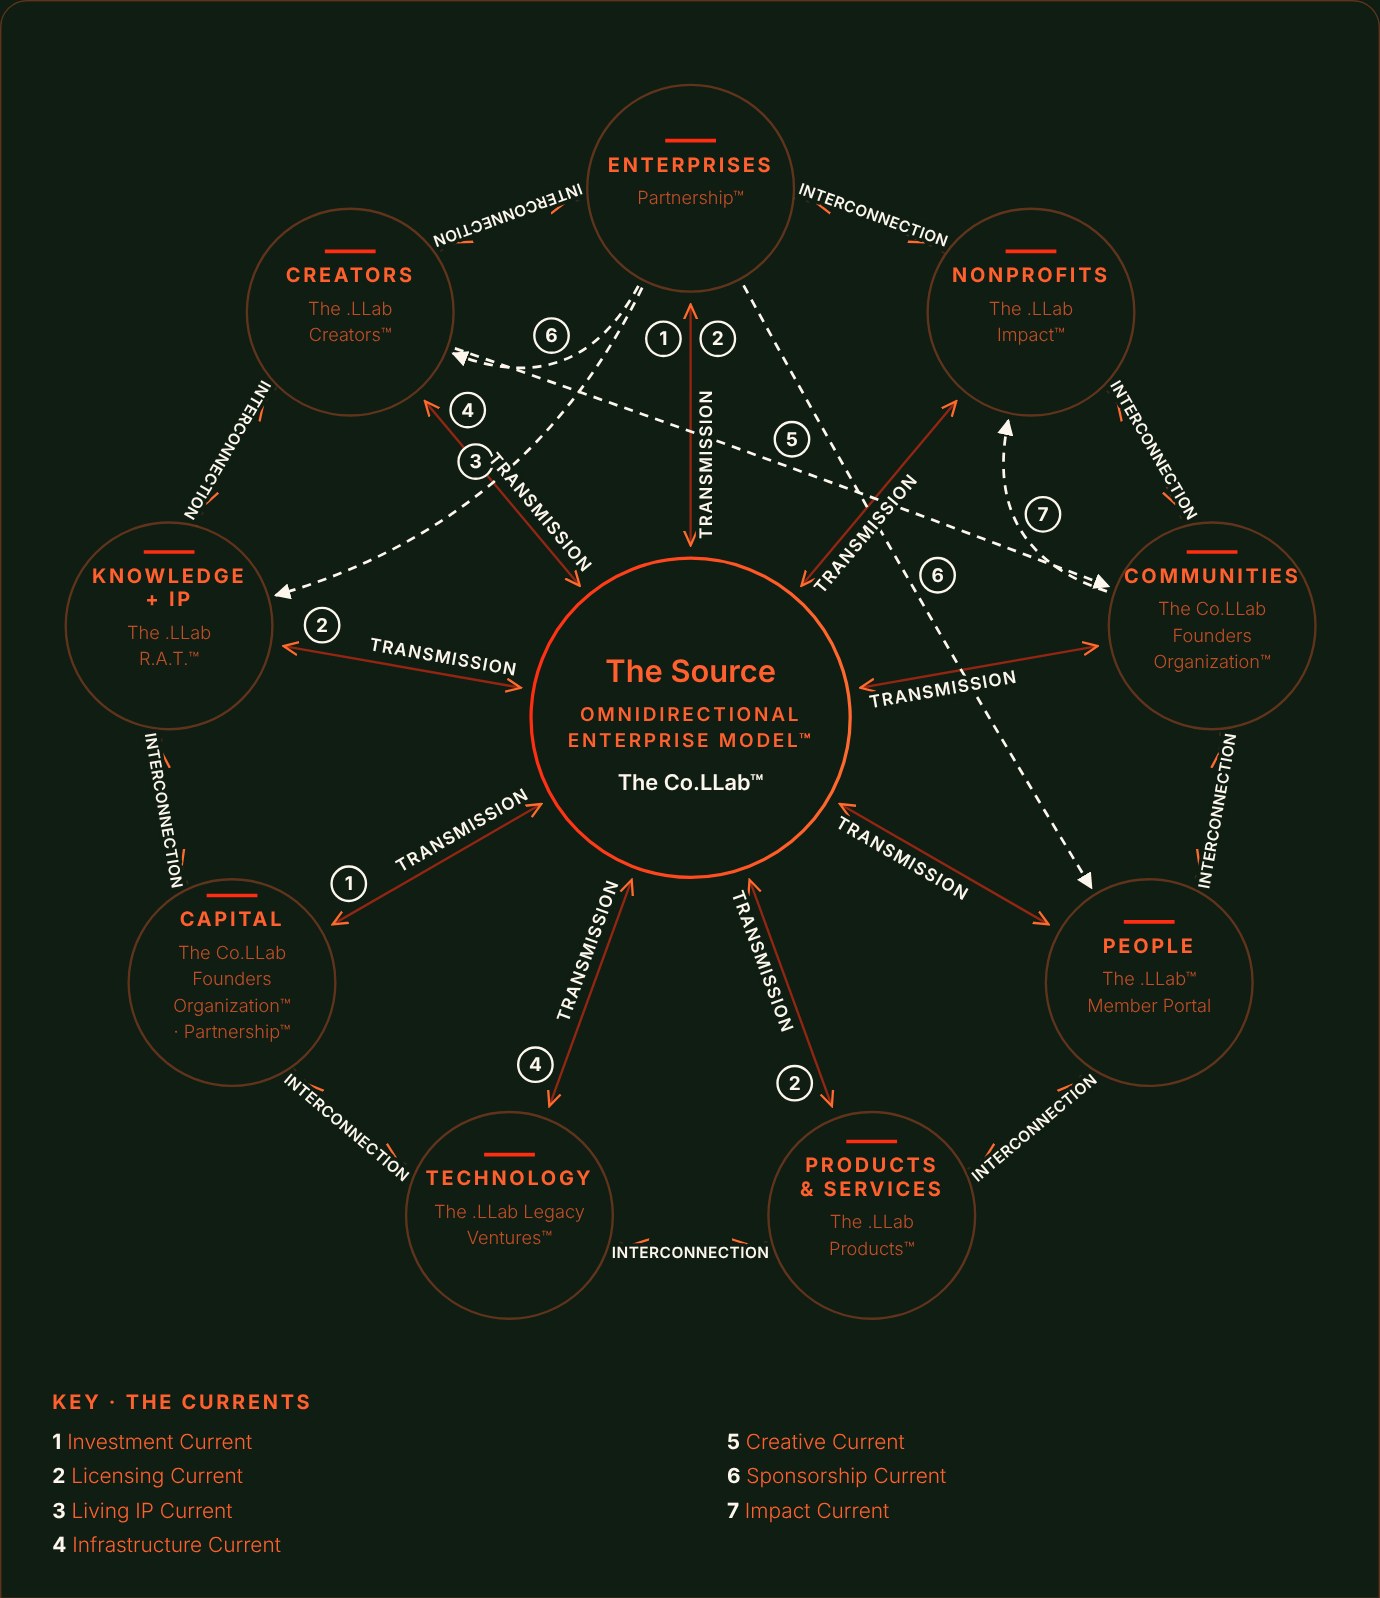 ENTERPRISES
Partnership™
INTERCONNECTION
INTERCONNECTION
CREATORS
The .LLab
Creators™
NONPROFITS
The .LLab
Impact™
6
1
2
4
3
5
7
6
TRANSMISSION
TRANSMISSION
TRANSMISSION
INTERCONNECTION
INTERCONNECTION
KNOWLEDGE
+ IP
The .LLab
R.A.T.™
2
TRANSMISSION
COMMUNITIES
The Co.LLab
Founders
Organization™
TRANSMISSION
The Source
OMNIDIRECTIONAL
ENTERPRISE MODEL™
The Co.LLab™
INTERCONNECTION
INTERCONNECTION
TRANSMISSION
TRANSMISSION
1
CAPITAL
The Co.LLab
Founders
Organization™
· Partnership™
PEOPLE
The .LLab™
Member Portal
TRANSMISSION
TRANSMISSION
4
2
INTERCONNECTION
INTERCONNECTION
TECHNOLOGY
The .LLab Legacy
Ventures™
PRODUCTS
& SERVICES
The .LLab
Products™
INTERCONNECTION
KEY · THE CURRENTS
1 Investment Current
2 Licensing Current
3 Living IP Current
4 Infrastructure Current
5 Creative Current
6 Sponsorship Current
7 Impact Current